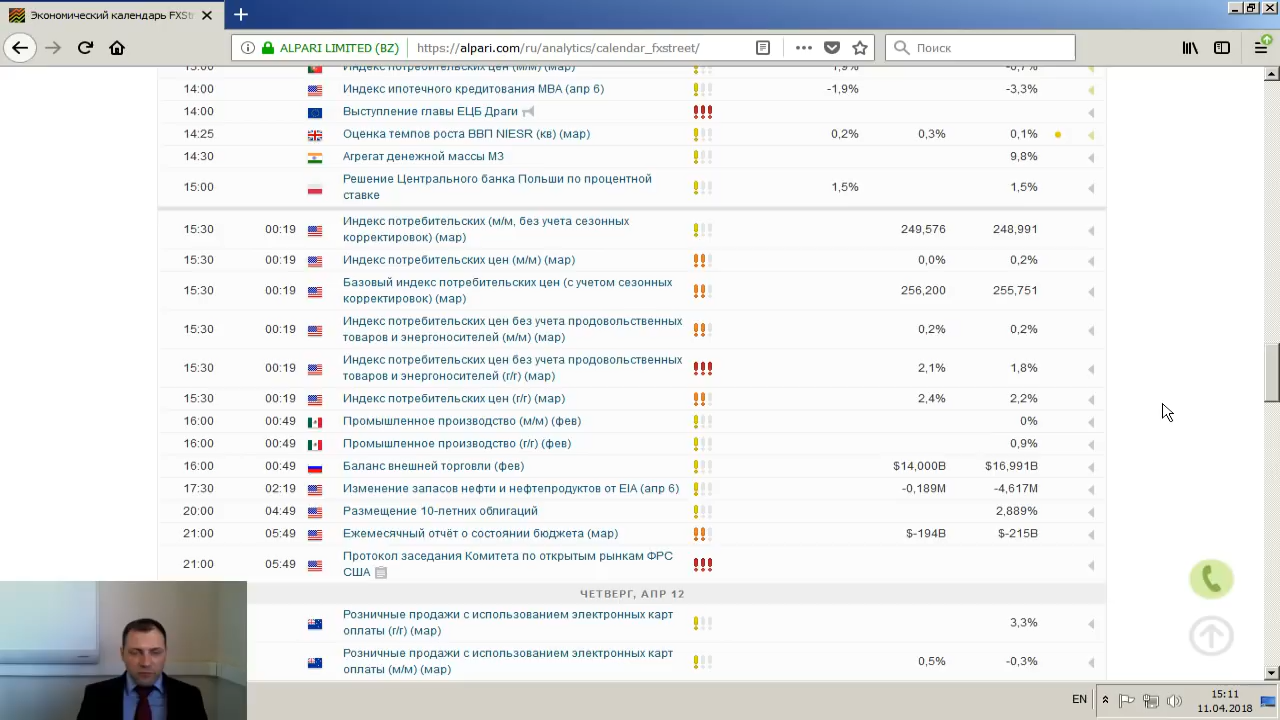 Экономический календарь FXSt
ALPARI LIMITED (BZ) https://alpari.com/ru/analytics/calendar_fxstreet/ Поиск
15:00 Индекс потребительских цен (м/м) (мар) 1,9% -0,7%
14:00 Индекс ипотечного кредитования MBA (апр 6) -1,9% -3,3%
14:00 Выступление главы ЕЦБ Драги
14:25 Оценка темпов роста ВВП NIESR (кв) (мар) 0,2% 0,3% 0,1%
14:30 Агрегат денежной массы М3 9,8%
15:00 Решение Центрального банка Польши по процентной
ставке 1,5% 1,5%
15:30 00:19 Индекс потребительских (м/м, без учета сезонных
корректировок) (мар) 249,576 248,991
15:30 00:19 Индекс потребительских цен (м/м) (мар) 0,0% 0,2%
15:30 00:19 Базовый индекс потребительских цен (с учетом сезонных
корректировок) (мар) 256,200 255,751
15:30 00:19 Индекс потребительских цен без учета продовольственных
товаров и энергоносителей (м/м) (мар) 0,2% 0,2%
15:30 00:19 Индекс потребительских цен без учета продовольственных
товаров и энергоносителей (г/г) (мар) 2,1% 1,8%
15:30 00:19 Индекс потребительских цен (г/г) (мар) 2,4% 2,2%
16:00 00:49 Промышленное производство (м/м) (фев) 0%
16:00 00:49 Промышленное производство (г/г) (фев) 0,9%
16:00 00:49 Баланс внешней торговли (фев) $14,000B $16,991B
17:30 02:19 Изменение запасов нефти и нефтепродуктов от EIA (апр 6) -0,189M -4,617M
20:00 04:49 Размещение 10-летних облигаций 2,889%
21:00 05:49 Ежемесячный отчёт о состоянии бюджета (мар) $-194B $-215B
21:00 05:49 Протокол заседания Комитета по открытым рынкам ФРС
США
ЧЕТВЕРГ, АПР 12
Розничные продажи с использованием электронных карт
оплаты (г/г) (мар) 3,3%
Розничные продажи с использованием электронных карт
оплаты (м/м) (мар) 0,5% -0,3%
EN 15:11
11.04.2018